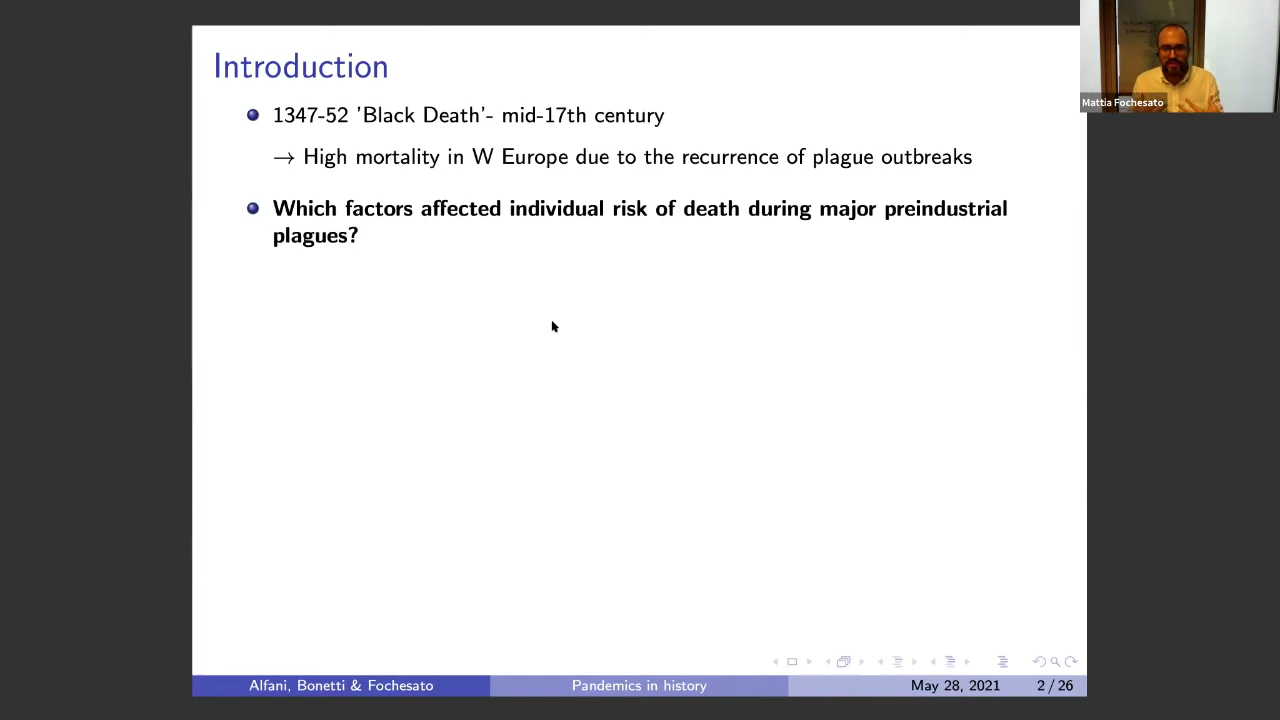 Introduction
1347-52 'Black Death'- mid-17th century
→ High mortality in W Europe due to the recurrence of plague outbreaks
Which factors affected individual risk of death during major preindustrial
plagues?
Mattia Fochesato
Alfani, Bonetti & Fochesato
Pandemics in history
May 28, 2021
2 / 26